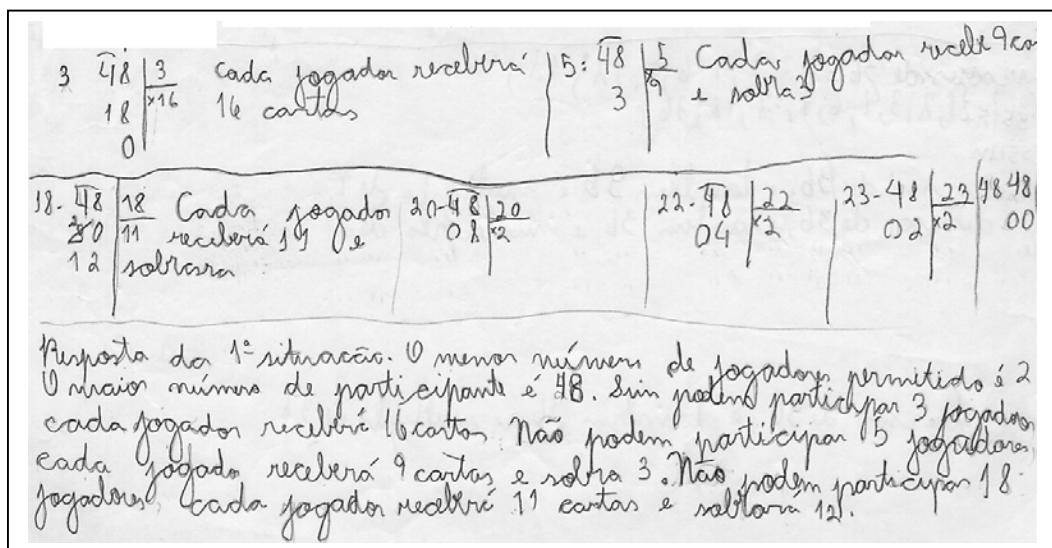 3 48 | 3 Cada jogador receberá
18 ×16 16 cartas
0
5: 48 | 5 Cada jogador recebe 9 ca
3 ×9 e sobra 3
18- 48 | 18 Cada jogado
30 11 receberá 11 e
12 sobrara
20- 48 | 20
08 ×2
22- 48 | 22
04 ×2
23- 48 | 23
02 ×2
48 48
00
Resposta da 1ª situação. O menor número de jogadores permitido é 2
O maior número de participante é 48. Sim podem participar 3 jogadores
cada jogador receberá 16 cartas Não podem participar 5 jogadores,
cada jogado receberá 9 cartas e sobra 3. Não podem participar 18
jogadores, cada jogador receberá 11 cartas e sobrara 12.